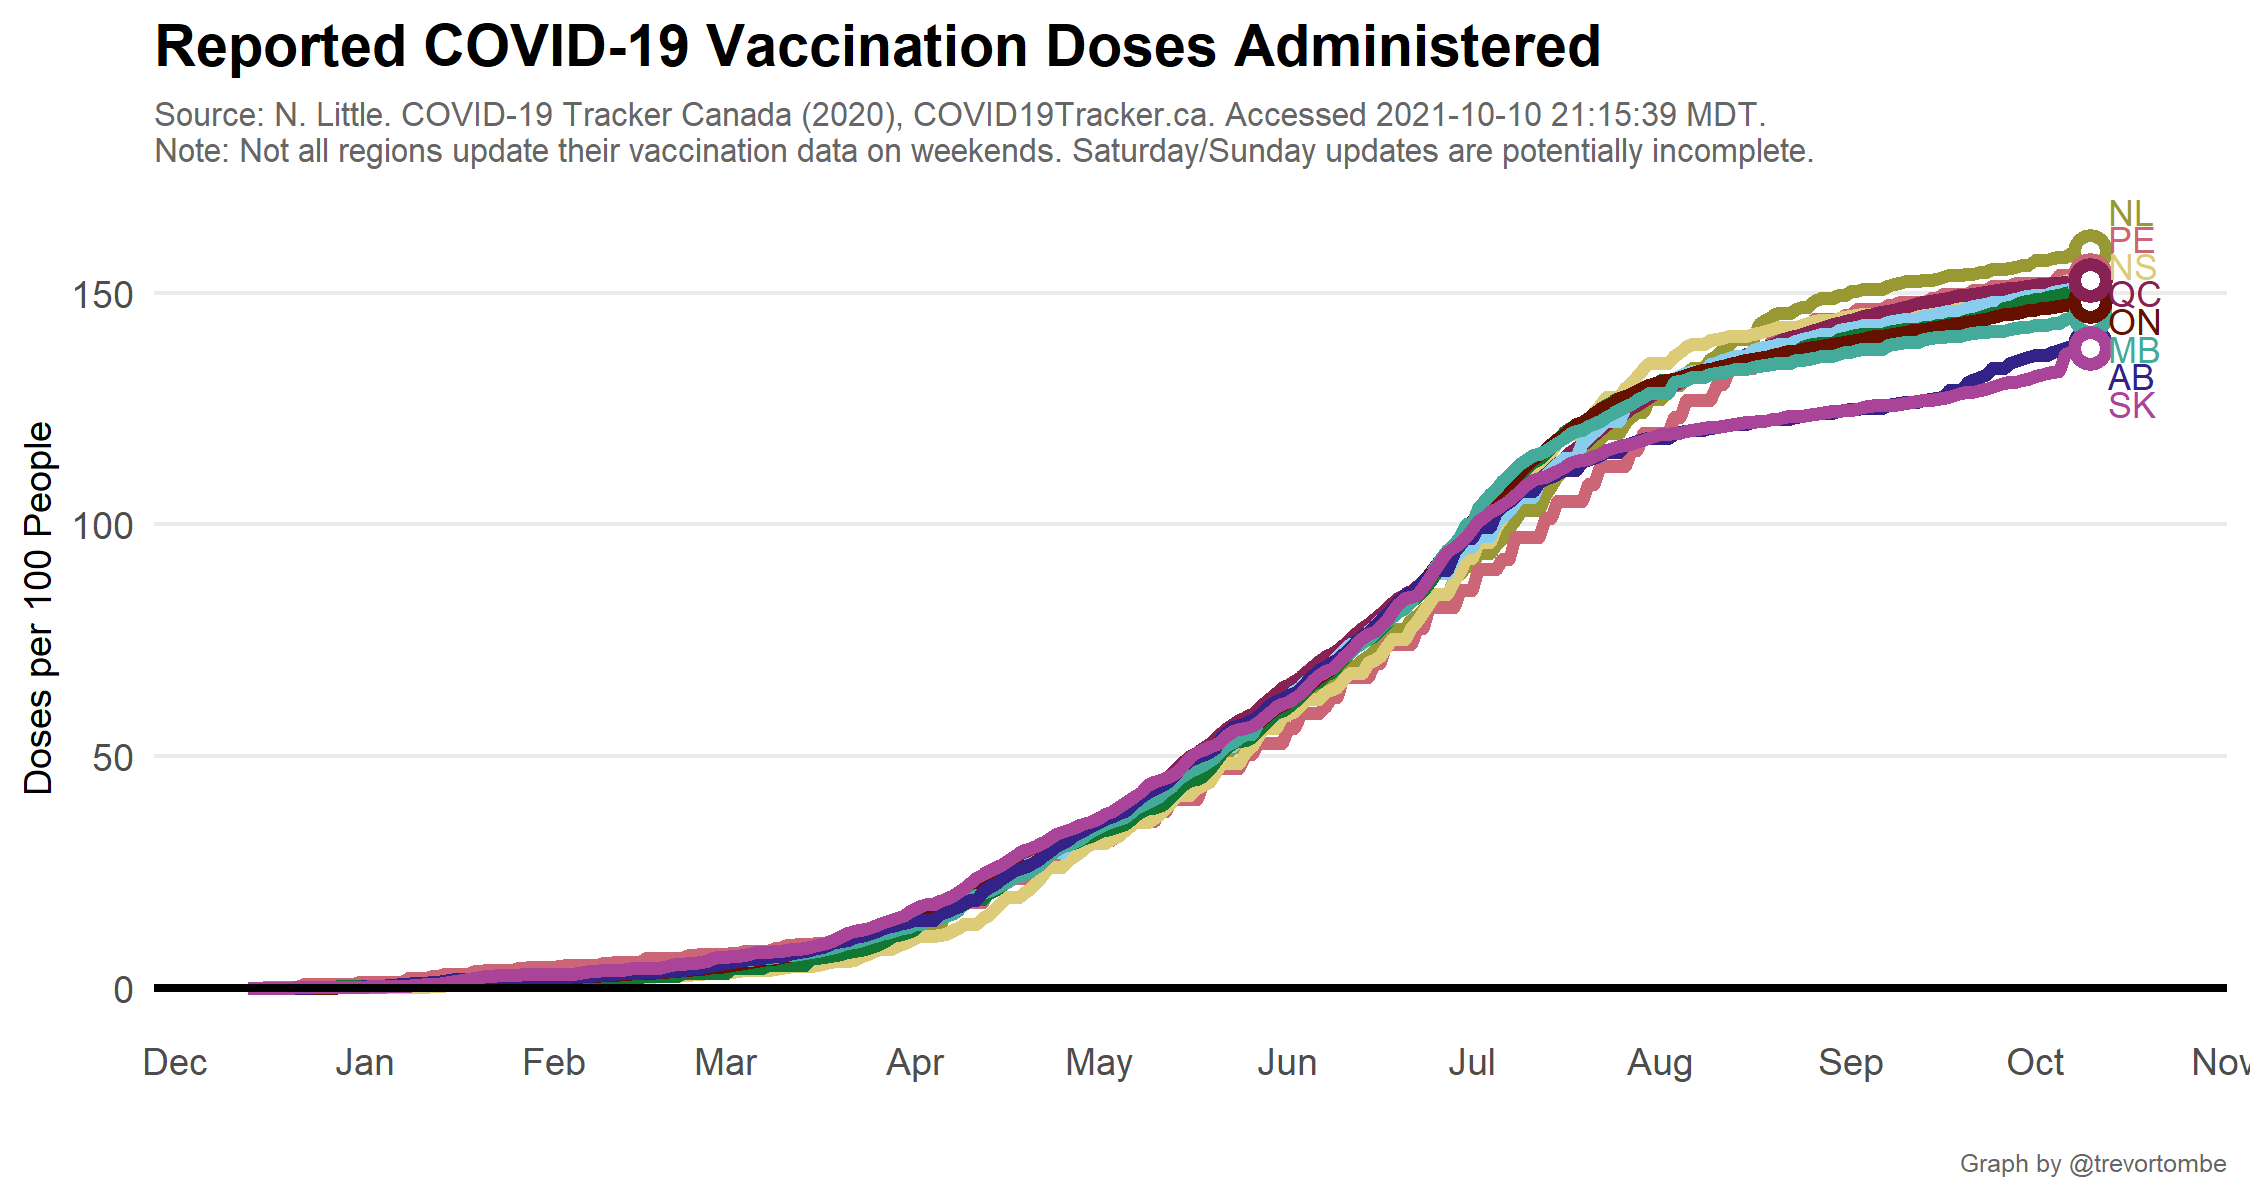 Reported COVID-19 Vaccination Doses Administered
Source: N. Little. COVID-19 Tracker Canada (2020), COVID19Tracker.ca. Accessed 2021-10-10 21:15:39 MDT.
Note: Not all regions update their vaccination data on weekends. Saturday/Sunday updates are potentially incomplete.
Doses per 100 People
150
100
50
0
NL
PE
NS
QC
ON
MB
AB
SK
Dec Jan Feb Mar Apr May Jun Jul Aug Sep Oct Nov
Graph by @trevortombe